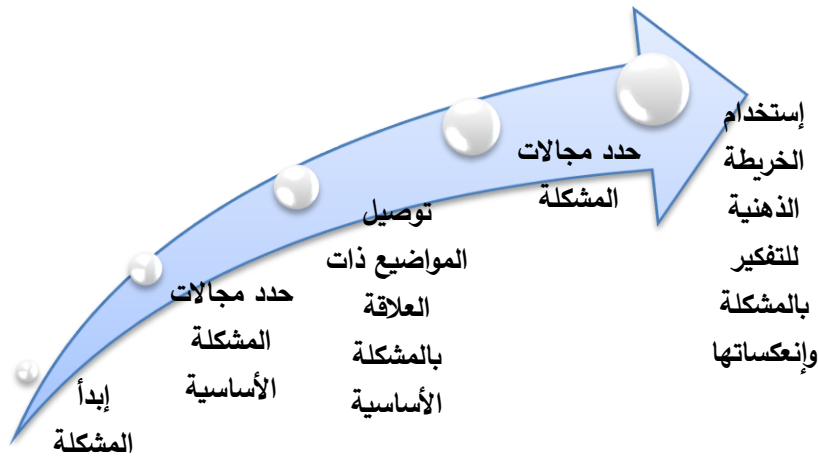 إبدأ
المشكلة
حدد مجالات
المشكلة
الأساسية
توصيل
المواضيع ذات
العلاقة
بالمشكلة
الأساسية
حدد مجالات
المشكلة
إستخدام
الخريطة
الذهنية
للتفكير
بالمشكلة
وإنعكساتها